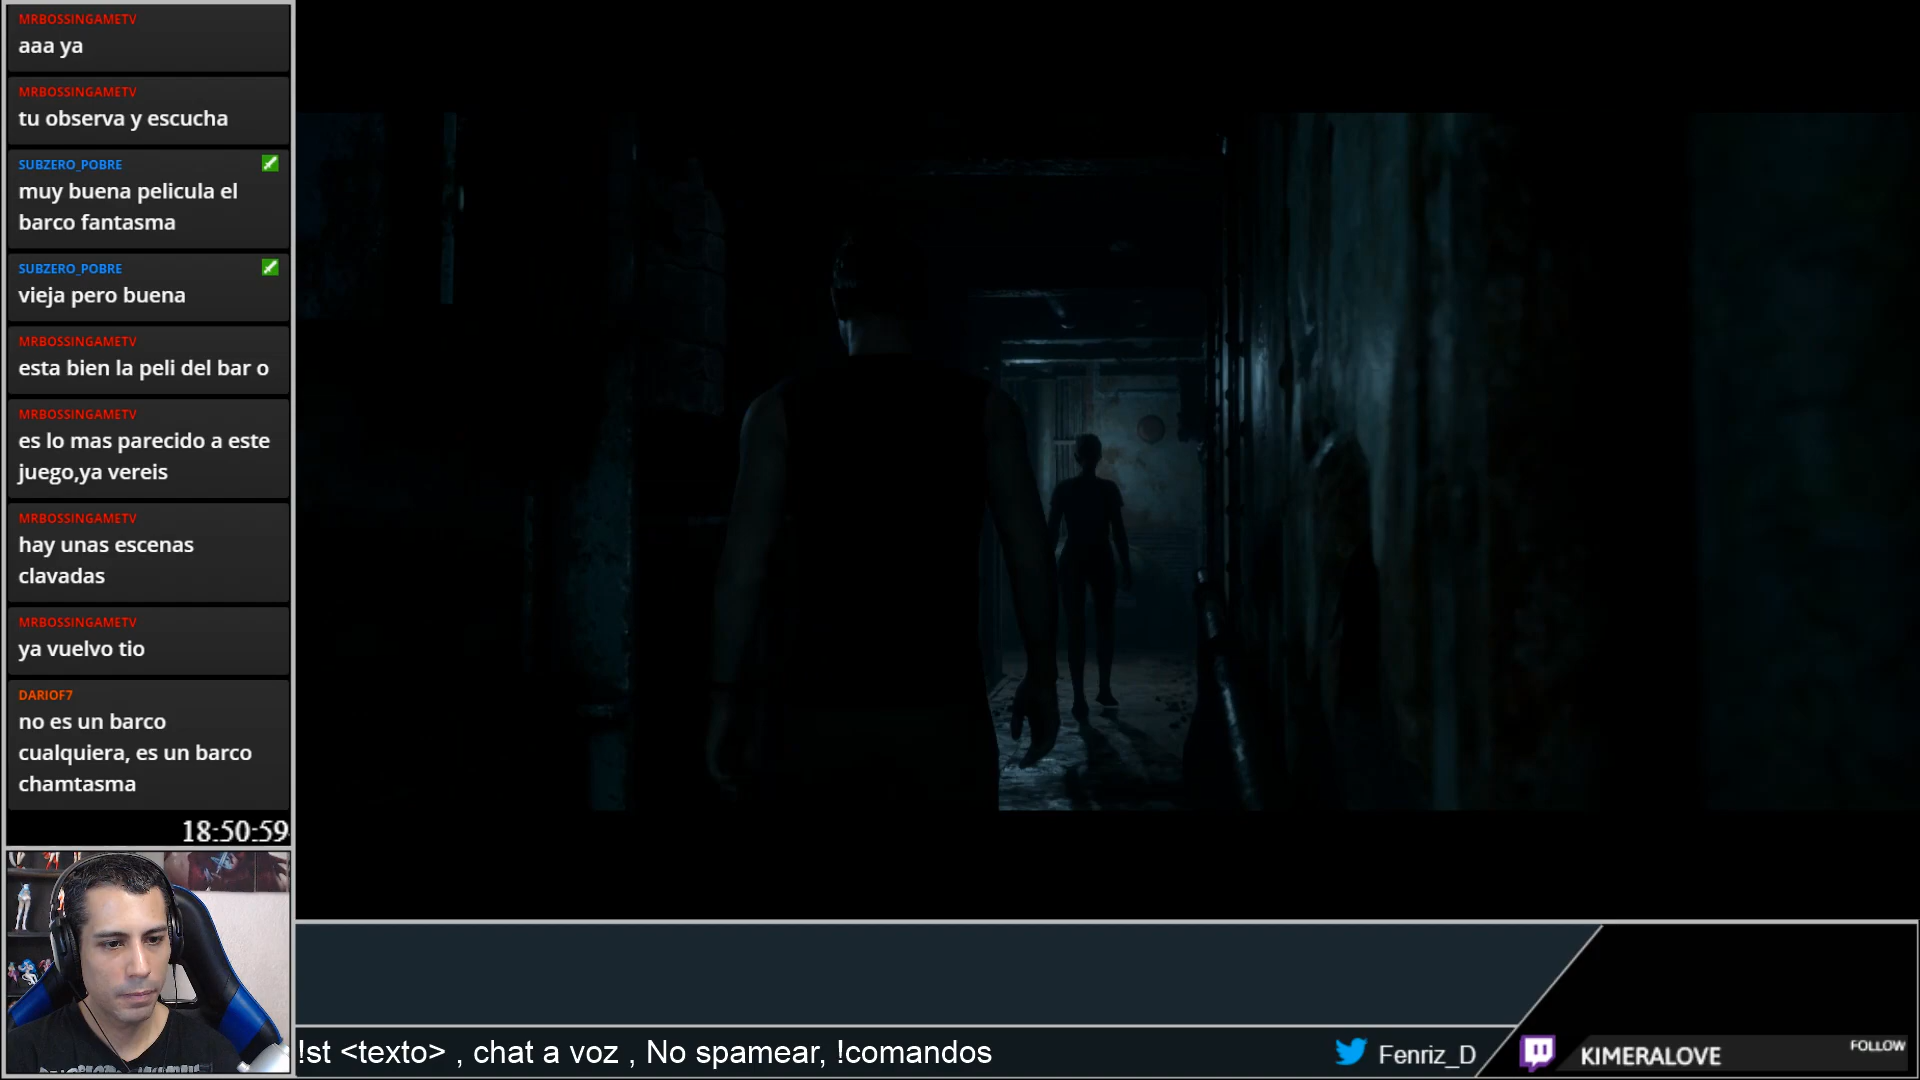 MRBOSSINGAMETV
aaa ya
MRBOSSINGAMETV
tu observa y escucha
SUBZERO_POBRE
muy buena pelicula el
barco fantasma
SUBZERO_POBRE
vieja pero buena
MRBOSSINGAMETV
esta bien la peli del bar o
MRBOSSINGAMETV
es lo mas parecido a este
juego,ya vereis
MRBOSSINGAMETV
hay unas escenas
clavadas
MRBOSSINGAMETV
ya vuelvo tio
DARIOF7
no es un barco
cualquiera, es un barco
chamtasma
18:50:59
!st <texto> , chat a voz , No spamear, !comandos
Fenriz_D
KIMERALOVE
FOLLOW